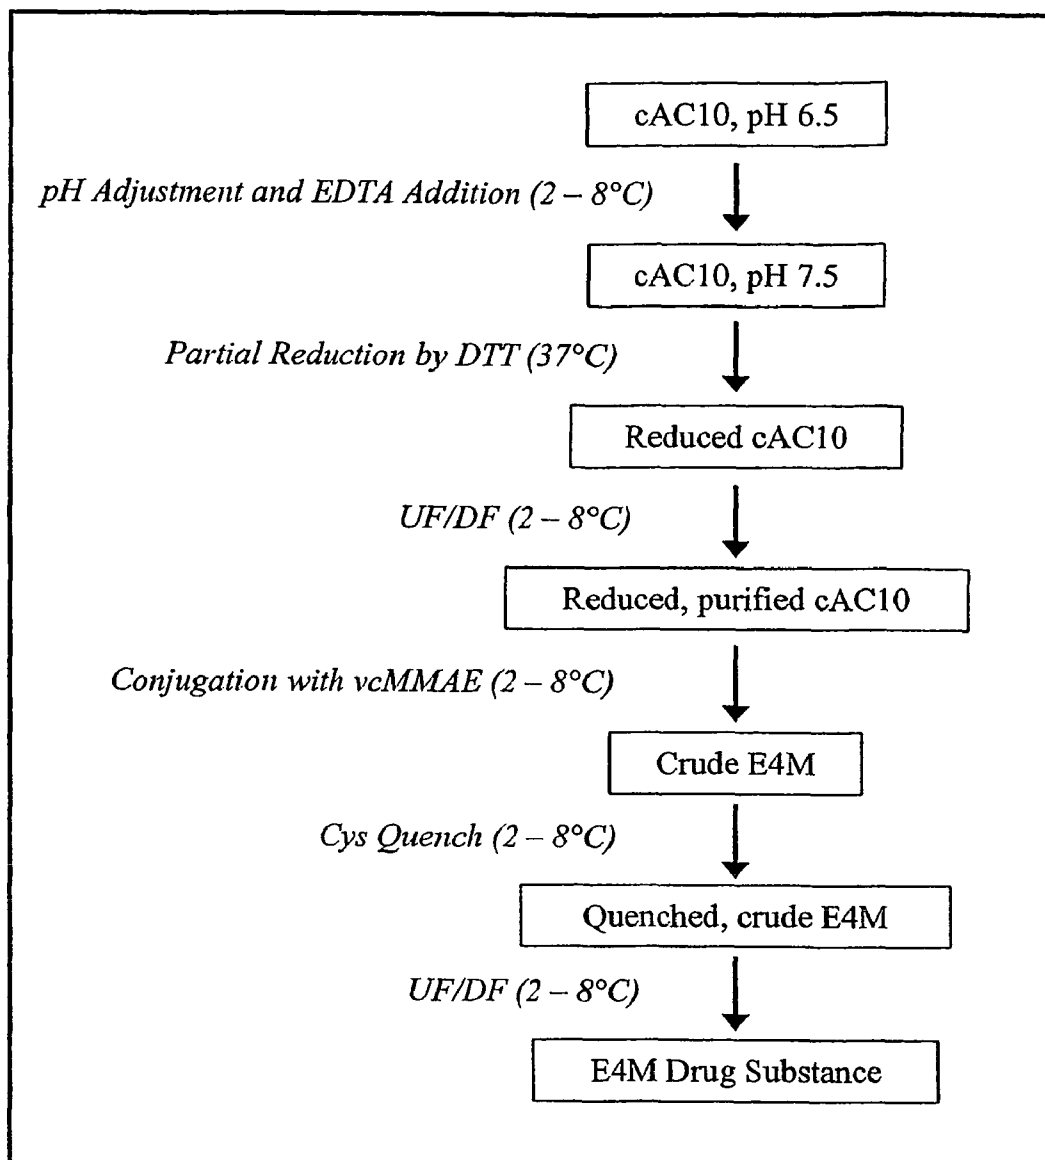 cAC10, pH 6.5
pH Adjustment and EDTA Addition (2 – 8°C)
cAC10, pH 7.5
Partial Reduction by DTT (37°C)
Reduced cAC10
UF/DF (2 – 8°C)
Reduced, purified cAC10
Conjugation with vcMMAE (2 – 8°C)
Crude E4M
Cys Quench (2 – 8°C)
Quenched, crude E4M
UF/DF (2 – 8°C)
E4M Drug Substance